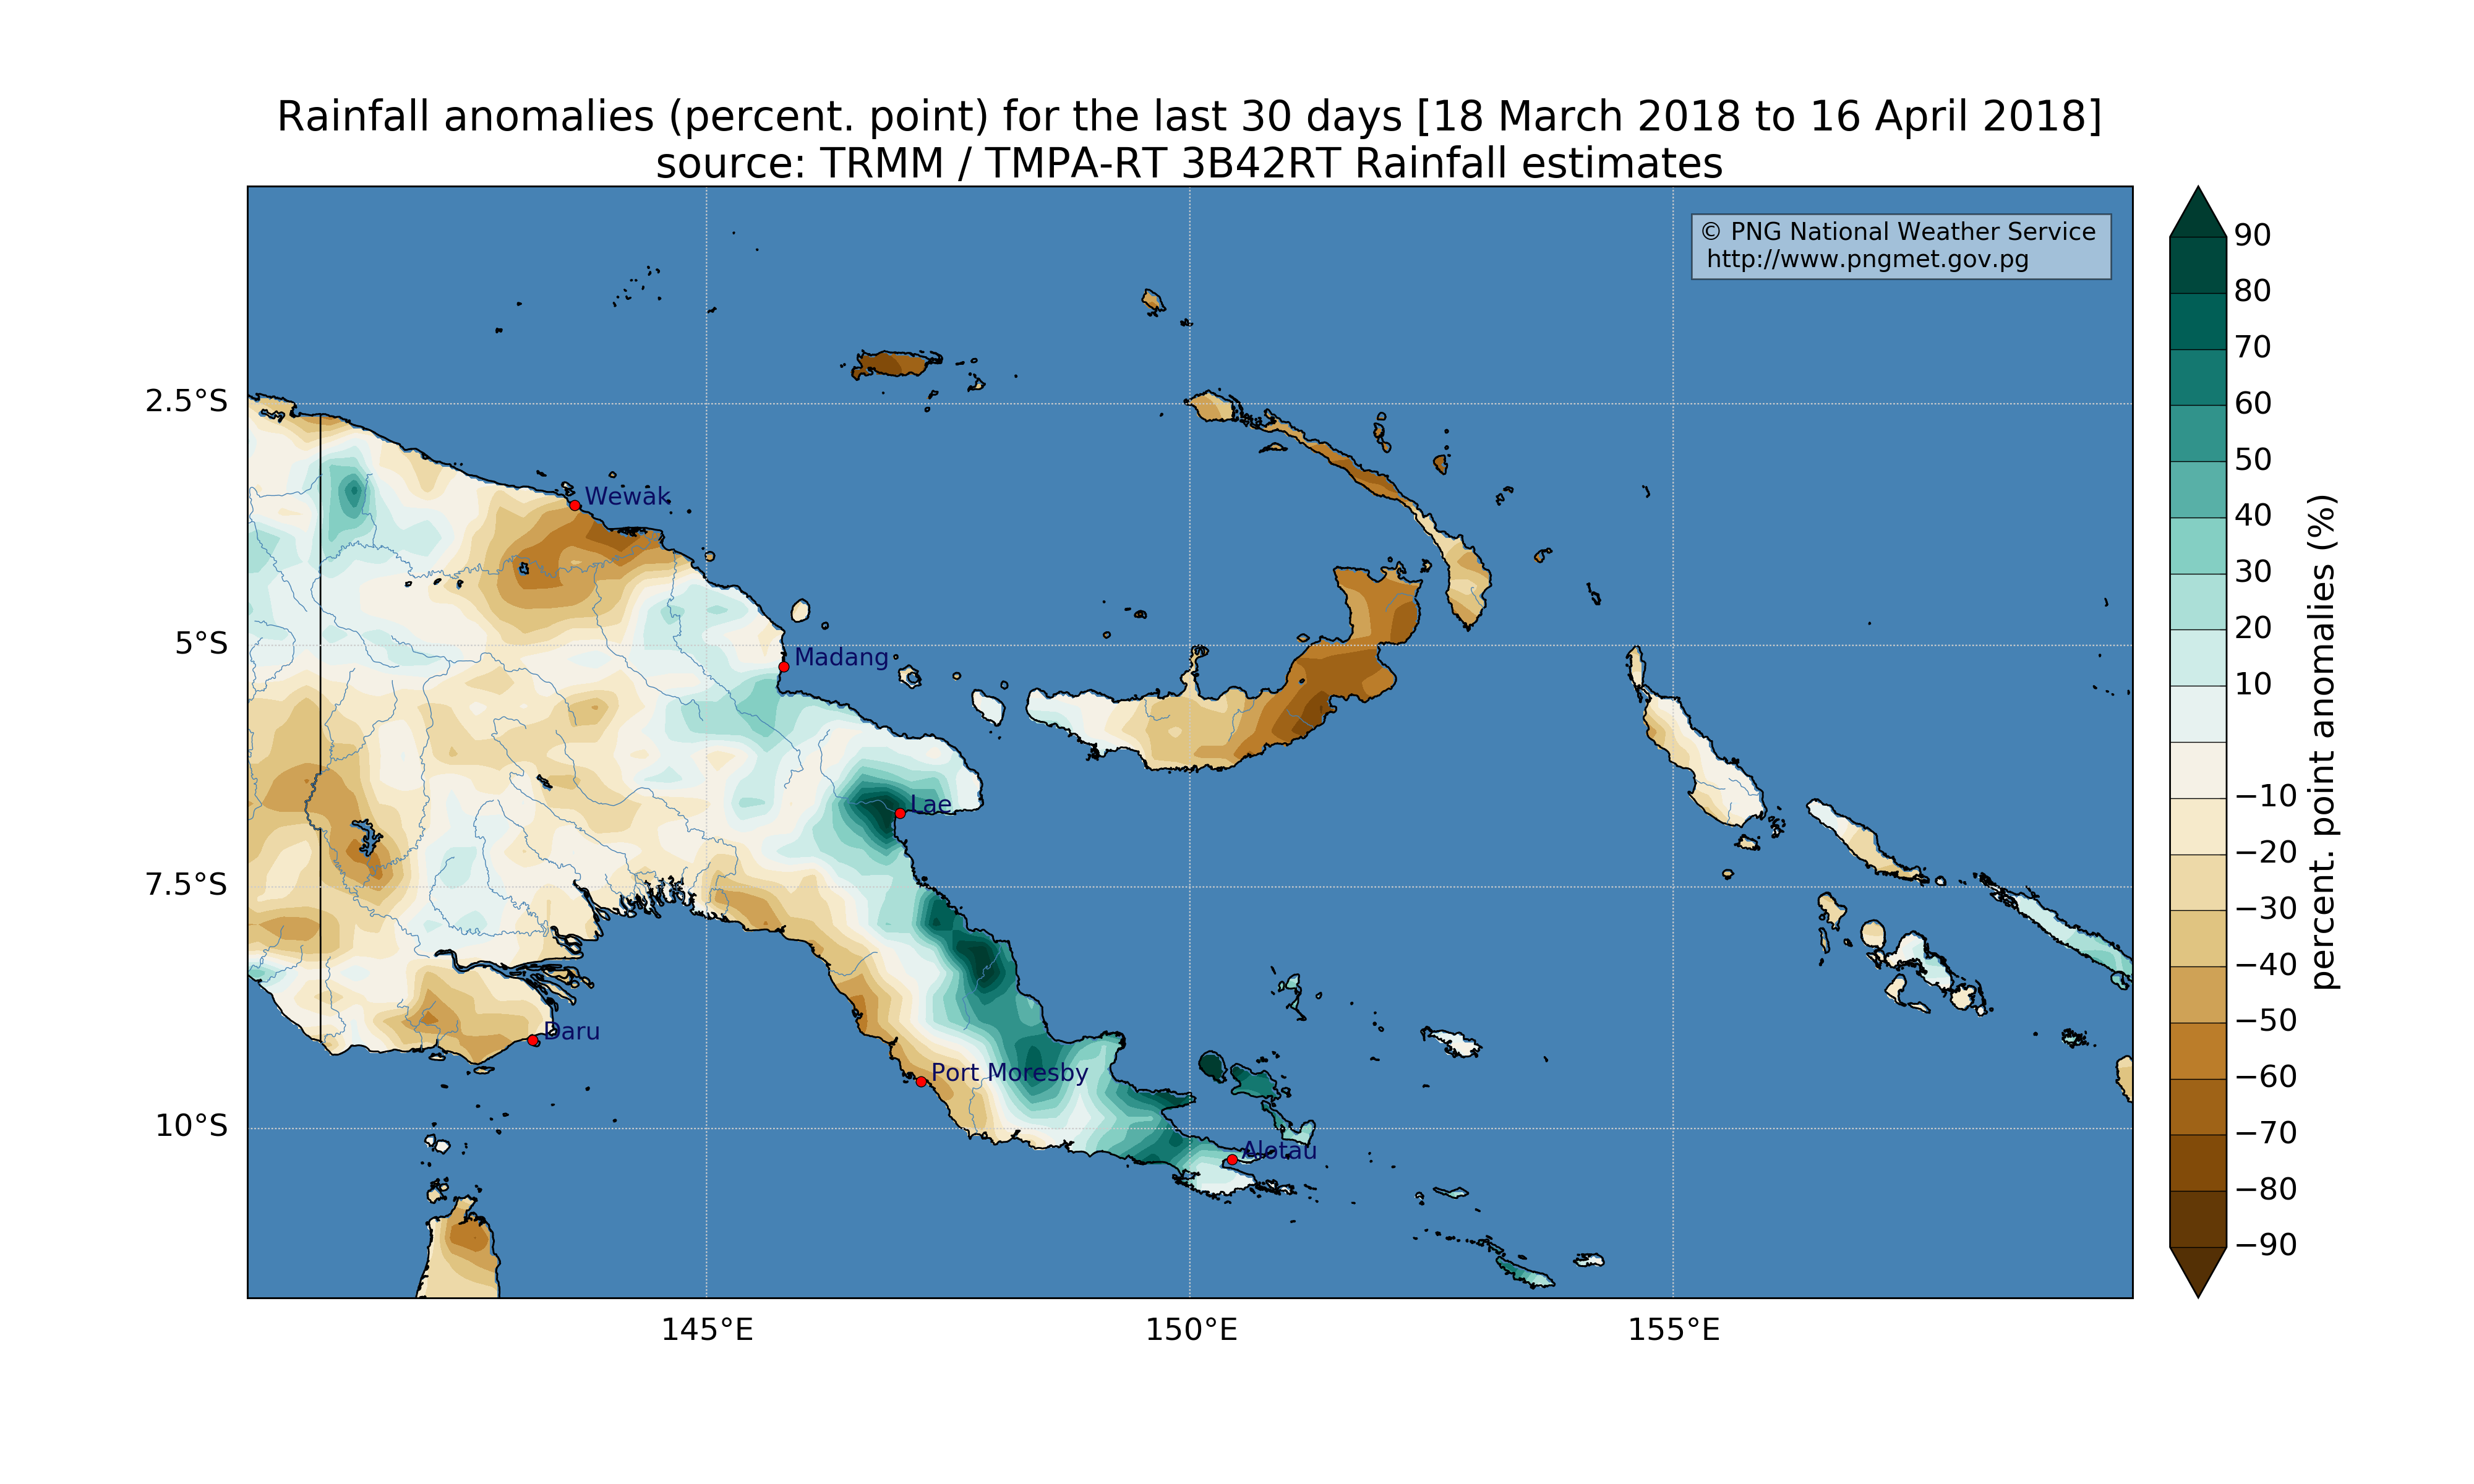 Rainfall anomalies (percent. point) for the last 30 days [18 March 2018 to 16 April 2018]
source: TRMM / TMPA-RT 3B42RT Rainfall estimates
© PNG National Weather Service
http://www.pngmet.gov.pg
2.5°S
5°S
7.5°S
10°S
Wewak
Madang
Lae
Daru
Port Moresby
Alotau
145°E
150°E
155°E
90
80
70
60
50
40
30
20
10
−10
−20
−30
−40
−50
−60
−70
−80
−90
percent. point anomalies (%)